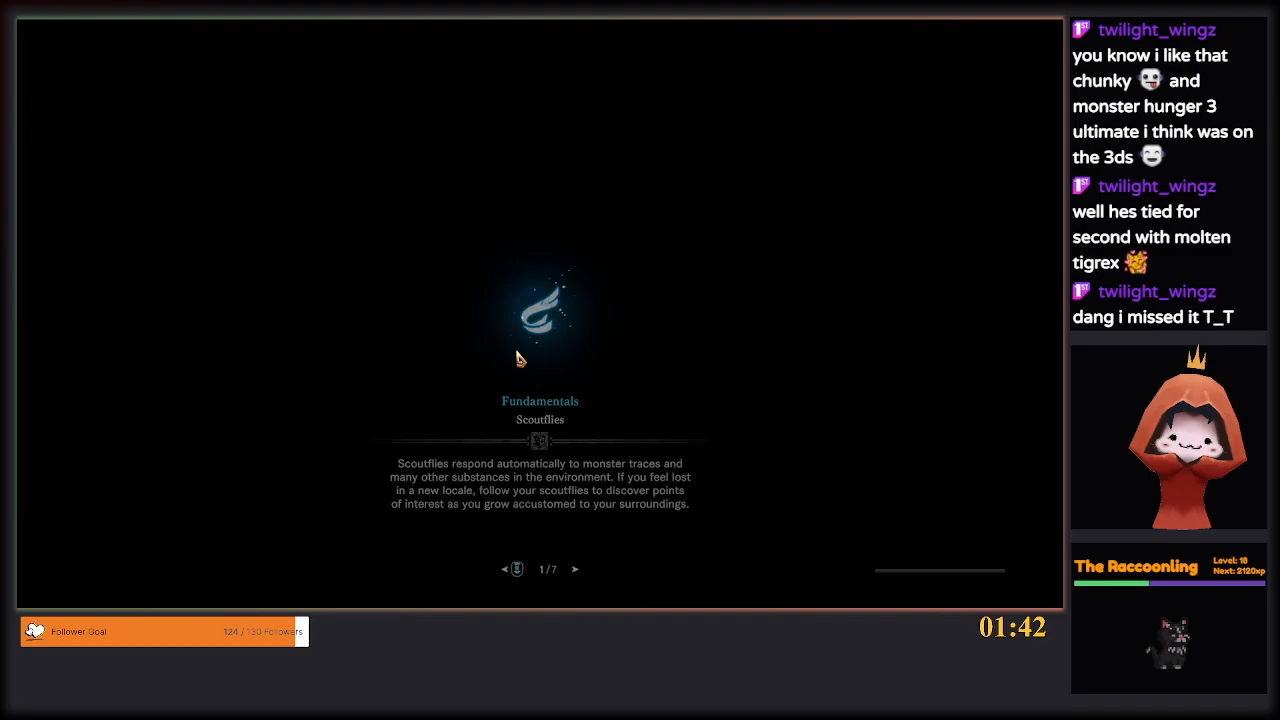 twilight_wingz
you know i like that
chunky and
monster hunger 3
ultimate i think was on
the 3ds
twilight_wingz
well hes tied for
second with molten
tigrex
twilight_wingz
dang i missed it T_T
Fundamentals
Scoutflies
Scoutflies respond automatically to monster traces and
many other substances in the environment. If you feel lost
in a new locale, follow your scoutflies to discover points
of interest as you grow accustomed to your surroundings.
1/7
The Raccoonling
Level: 18
Next: 2120xp
Follower Goal
124 / 130 Followers
01:42